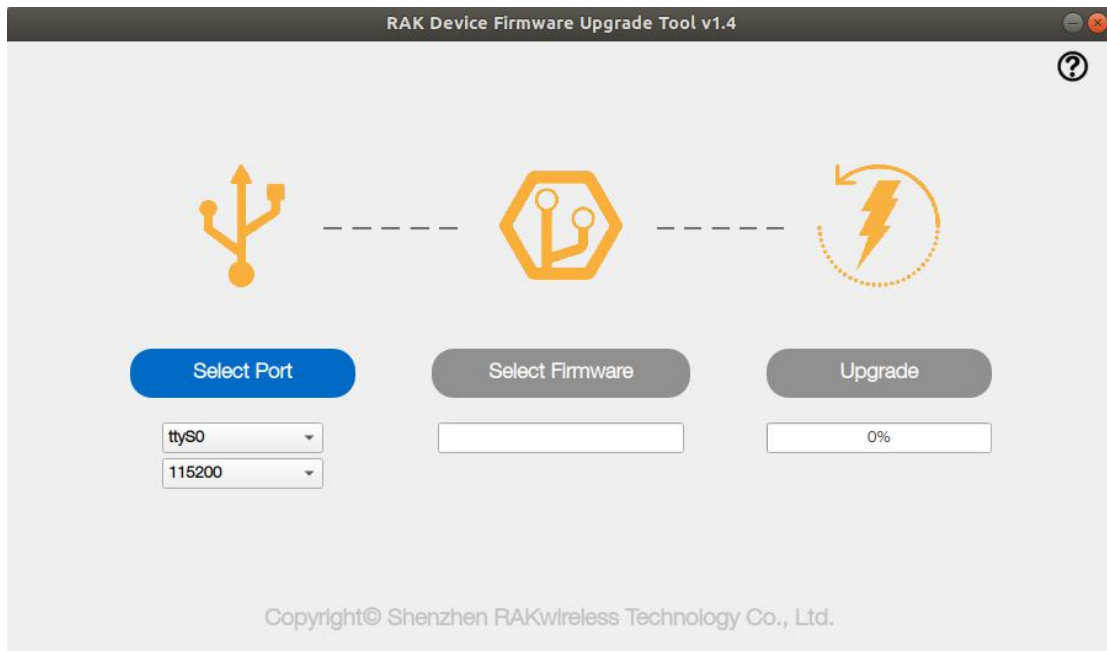 RAK Device Firmware Upgrade Tool v1.4
?
Select Port
Select Firmware
Upgrade
ttyS0
0%
115200
Copyright© Shenzhen RAKwireless Technology Co., Ltd.